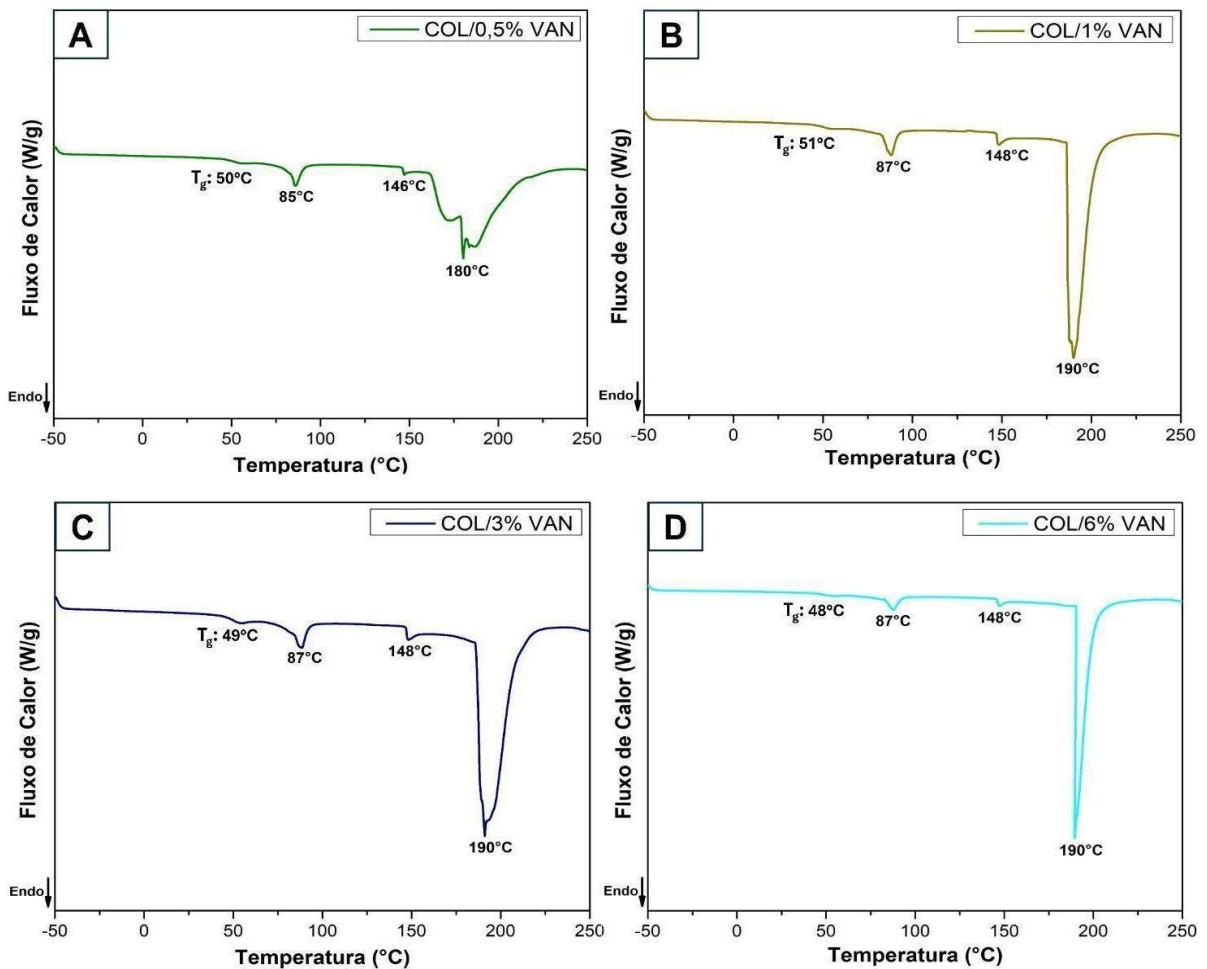 A
COL/0,5% VAN
Fluxo de Calor (W/g)
Tg: 50°C
85°C
146°C
180°C
Endo
-50 0 50 100 150 200 250
Temperatura (°C)
B
COL/1% VAN
Fluxo de Calor (W/g)
Tg: 51°C
87°C
148°C
190°C
Endo
-50 0 50 100 150 200 250
Temperatura (°C)
C
COL/3% VAN
Fluxo de Calor (W/g)
Tg: 49°C
87°C
148°C
190°C
Endo
-50 0 50 100 150 200 250
Temperatura (°C)
D
COL/6% VAN
Fluxo de Calor (W/g)
Tg: 48°C
87°C
148°C
190°C
Endo
-50 0 50 100 150 200 250
Temperatura (°C)